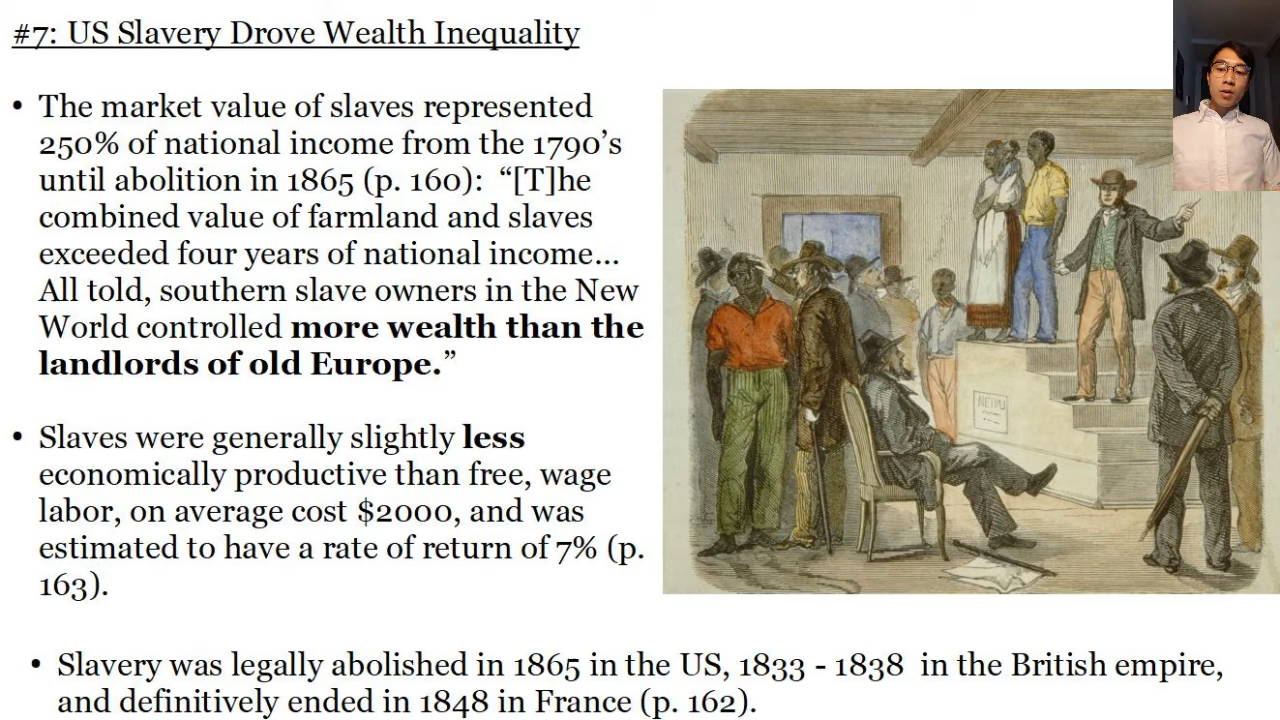 #7: US Slavery Drove Wealth Inequality
• The market value of slaves represented
250% of national income from the 1790’s
until abolition in 1865 (p. 160): “[T]he
combined value of farmland and slaves
exceeded four years of national income…
All told, southern slave owners in the New
World controlled more wealth than the
landlords of old Europe.”
• Slaves were generally slightly less
economically productive than free, wage
labor, on average cost $2000, and was
estimated to have a rate of return of 7% (p.
163).
• Slavery was legally abolished in 1865 in the US, 1833 - 1838 in the British empire,
and definitively ended in 1848 in France (p. 162).